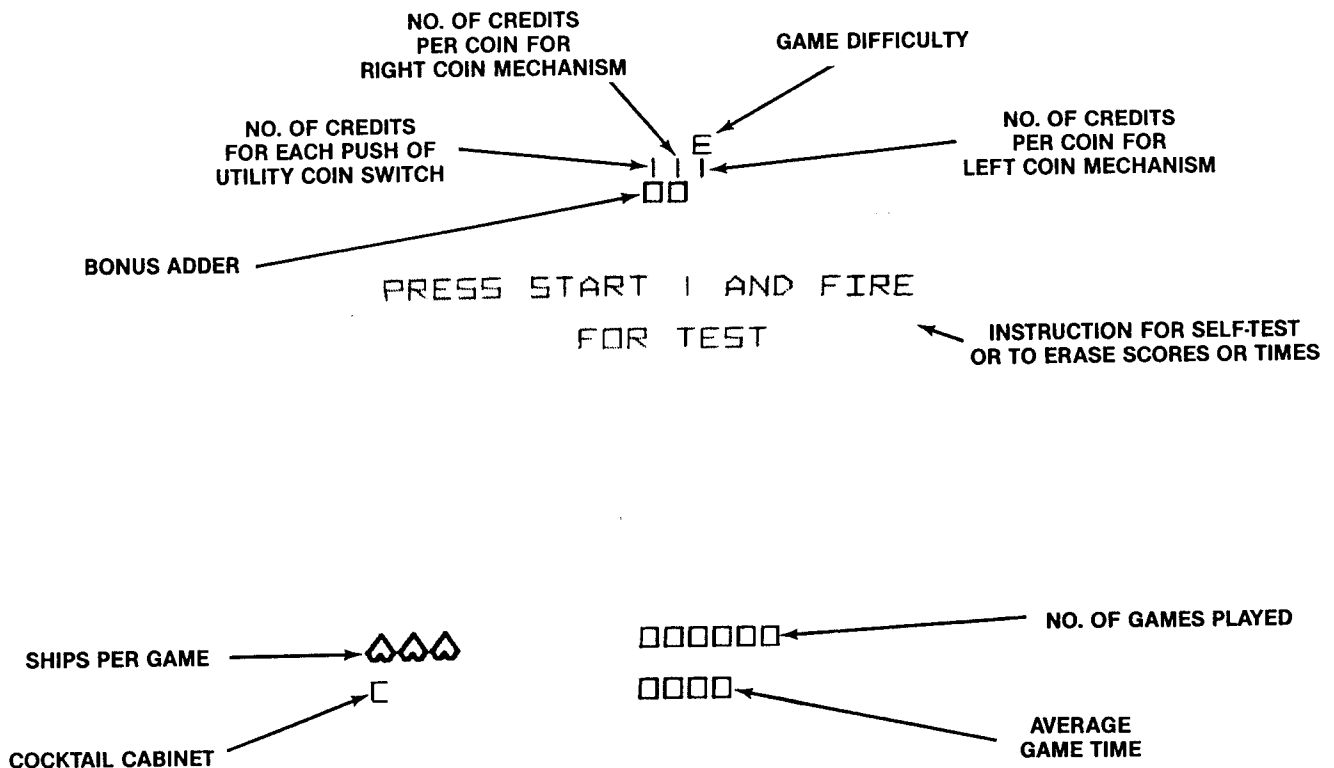 NO. OF CREDITS
PER COIN FOR
RIGHT COIN MECHANISM
GAME DIFFICULTY
NO. OF CREDITS
FOR EACH PUSH OF
UTILITY COIN SWITCH
E
NO. OF CREDITS
PER COIN FOR
LEFT COIN MECHANISM
1 1 1
00
BONUS ADDER
PRESS START 1 AND FIRE
FOR TEST
INSTRUCTION FOR SELF-TEST
OR TO ERASE SCORES OR TIMES
SHIPS PER GAME
000000
NO. OF GAMES PLAYED
C
0000
COCKTAIL CABINET
AVERAGE
GAME TIME